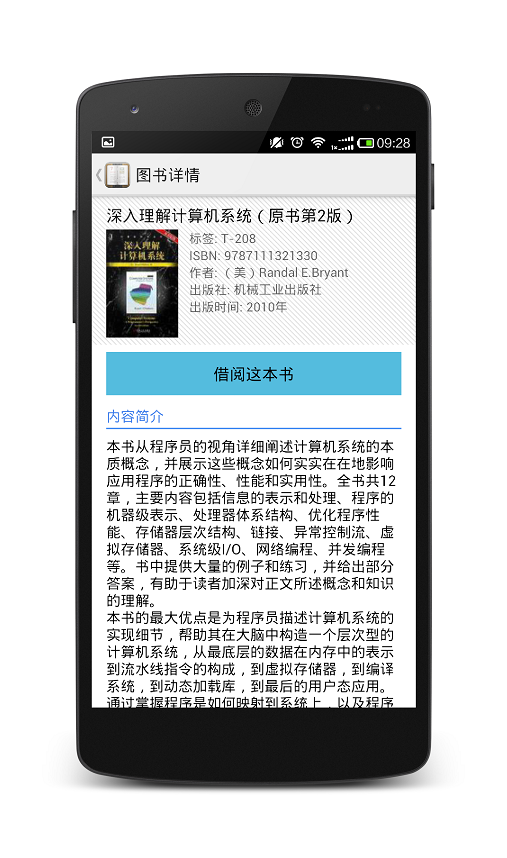 1x
09:28
图书详情
深入理解计算机系统（原书第2版）
深入理解
计算机系统
标签: T-208
ISBN: 9787111321330
作者: （美）Randal E.Bryant
出版社: 机械工业出版社
出版时间: 2010年
借阅这本书
内容简介
本书从程序员的视角详细阐述计算机系统的本
质概念，并展示这些概念如何实实在在地影响
应用程序的正确性、性能和实用性。全书共12
章，主要内容包括信息的表示和处理、程序的
机器级表示、处理器体系结构、优化程序性
能、存储器层次结构、链接、异常控制流、虚
拟存储器、系统级I/O、网络编程、并发编程
等。书中提供大量的例子和练习，并给出部分
答案，有助于读者加深对正文所述概念和知识
的理解。
本书的最大优点是为程序员描述计算机系统的
实现细节，帮助其在大脑中构造一个层次型的
计算机系统，从最底层的数据在内存中的表示
到流水线指令的构成，到虚拟存储器，到编译
系统，到动态加载库，到最后的用户态应用。
通过掌握程序是如何映射到系统上，以及程序